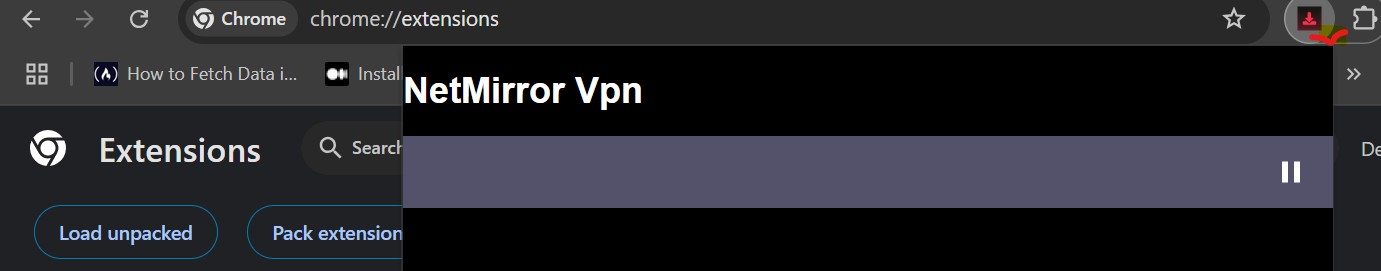 Chrome chrome://extensions
How to Fetch Data i... Instal
NetMirror Vpn
Extensions Search De
Load unpacked Pack extension